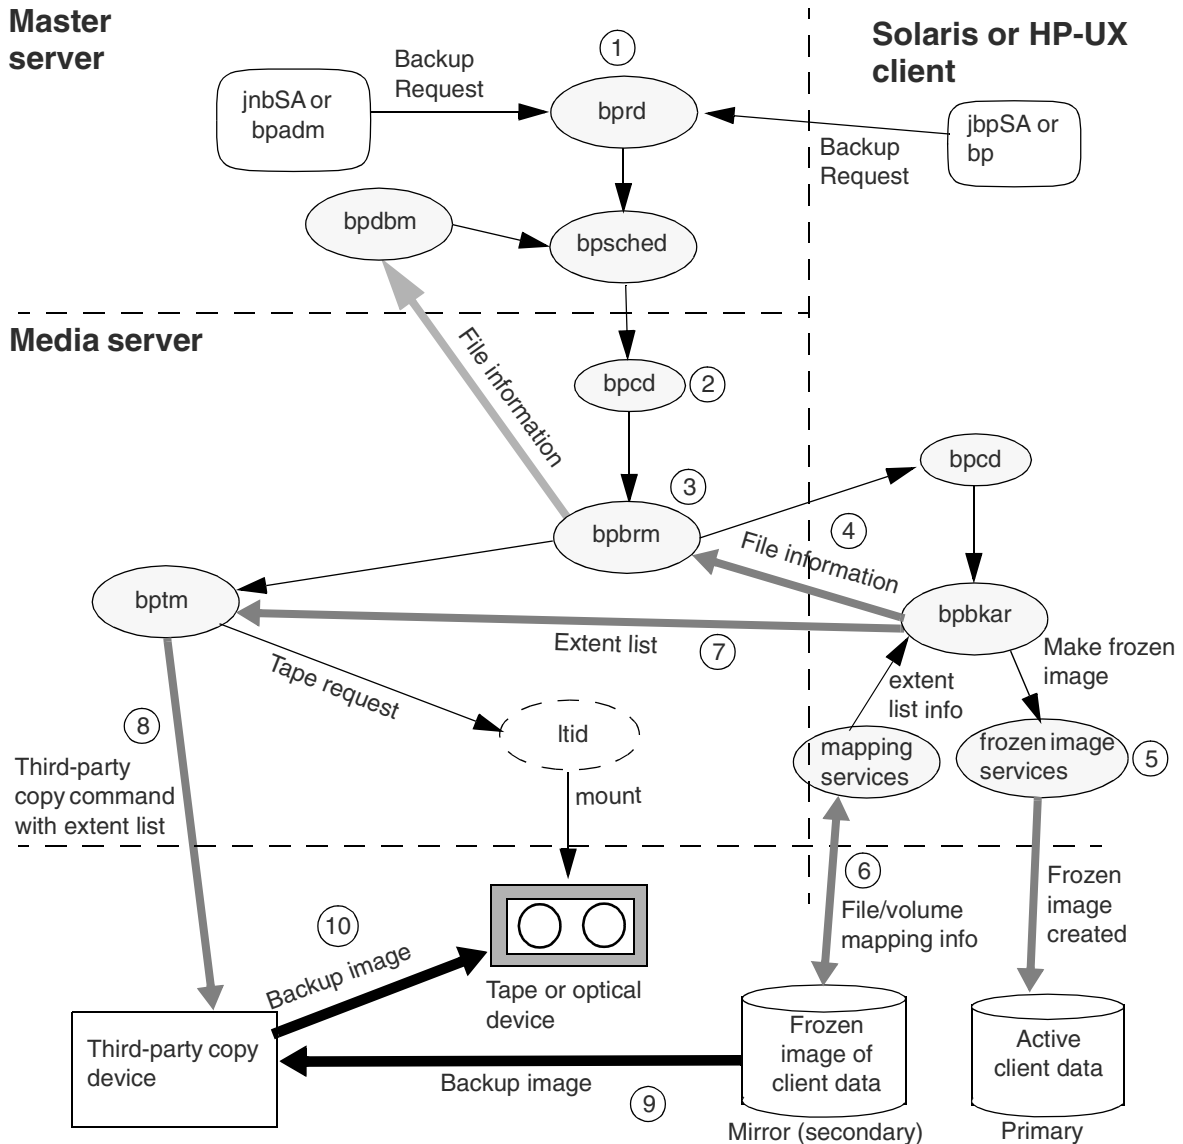 Master
server
Solaris or HP-UX
client
1
Backup
Request
jnbSA or
bpadm
bprd
jbpSA or
bp
Backup
Request
bpdbm
bpsched
Media server
File information
bpcd
2
bpcd
3
bpbrm
4
File information
bptm
bpbkar
Extent list
7
Make frozen
image
Tape request
extent
list info
8
ltid
mapping
services
frozen image
services
5
Third-party
copy command
with extent list
mount
6
File/volume
mapping info
Frozen
image
created
10
Backup image
Tape or optical
device
Third-party copy
device
Frozen
image of
client data
Active
client data
Backup image
9
Mirror (secondary)
Primary